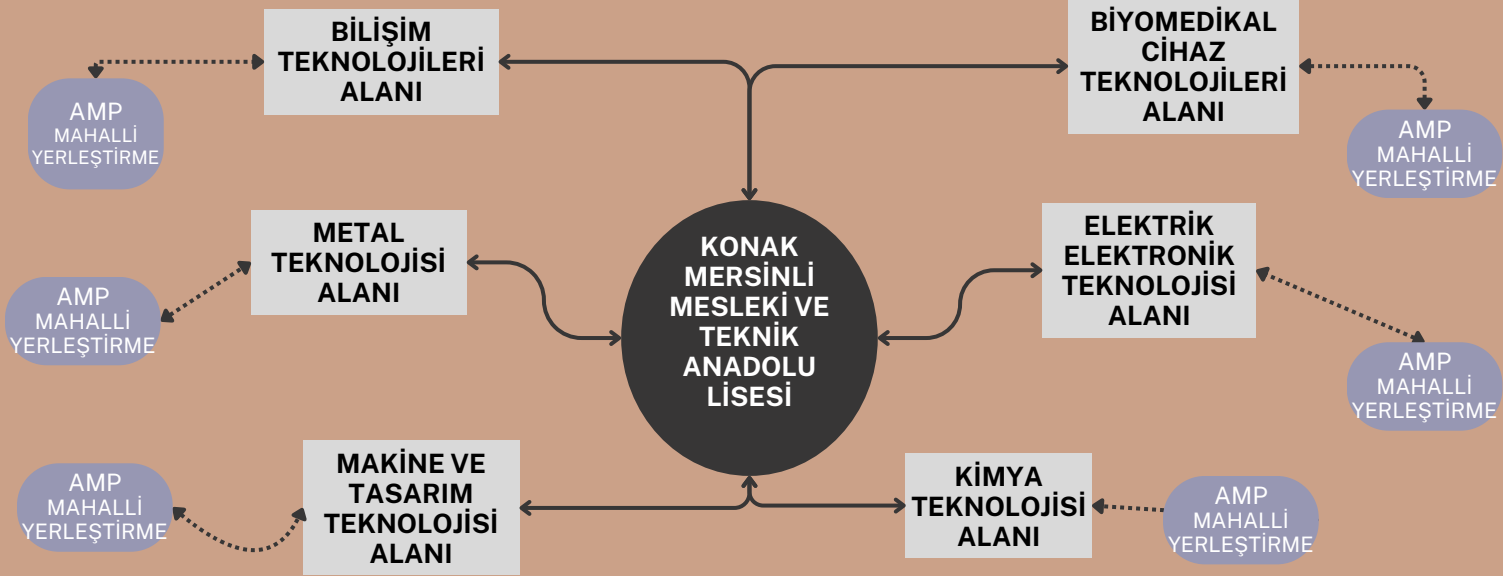 BİLİŞİM
TEKNOLOJİLERİ
ALANI
AMP
MAHALLİ
YERLEŞTİRME
BİYOMEDİKAL
CİHAZ
TEKNOLOJİLERİ
ALANI
AMP
MAHALLİ
YERLEŞTİRME
METAL
TEKNOLOJİSİ
ALANI
AMP
MAHALLİ
YERLEŞTİRME
KONAK
MERSİNLİ
MESLEKİ VE
TEKNİK
ANADOLU
LİSESİ
ELEKTRİK
ELEKTRONİK
TEKNOLOJİSİ
ALANI
AMP
MAHALLİ
YERLEŞTİRME
MAKİNE VE
TASARIM
TEKNOLOJİSİ
ALANI
AMP
MAHALLİ
YERLEŞTİRME
KİMYA
TEKNOLOJİSİ
ALANI
AMP
MAHALLİ
YERLEŞTİRME